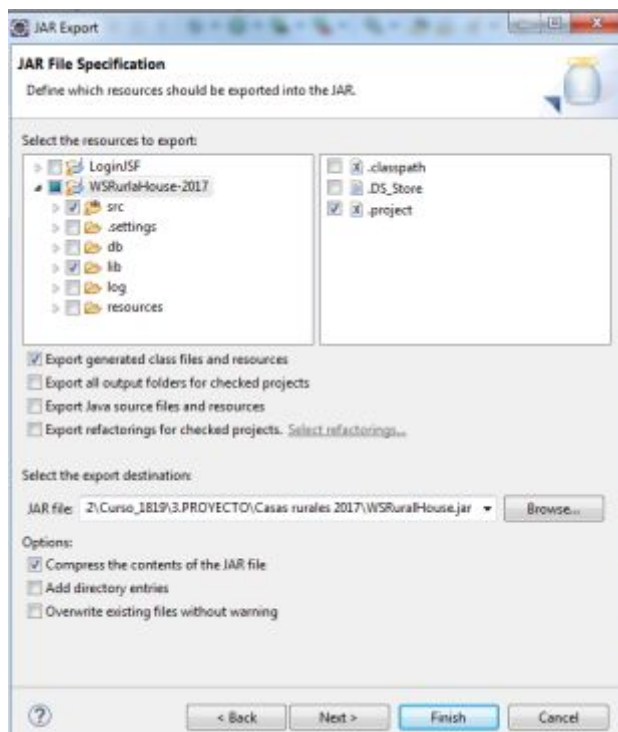 JAR Export
JAR File Specification
Define which resources should be exported into the JAR.
Select the resources to export:
LoginJSF
WSRurlaHouse-2017
src
.settings
db
lib
log
resources
.classpath
.DS_Store
.project
Export generated class files and resources
Export all output folders for checked projects
Export Java source files and resources
Export refactorings for checked projects. Select refactorings...
Select the export destination:
JAR file: 2\Curso_1819\3.PROYECTO\Casas rurales 2017\WSRuralHouse.jar Browse...
Options:
Compress the contents of the JAR file
Add directory entries
Overwrite existing files without warning
? < Back Next > Finish Cancel